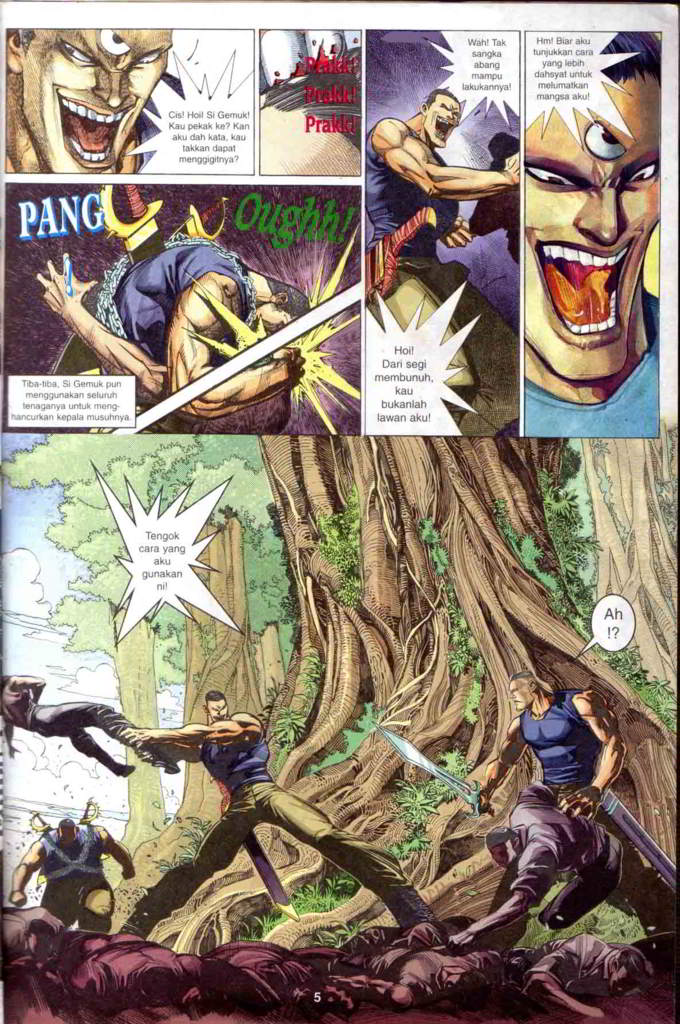 Cis! Hoi! Si Gemuk!
Kau pekak ke? Kan
aku dah kata, kau
takkan dapat
menggigitnya?
Prakk!
Prakk!
Prakk!
Wah! Tak
sangka
abang
mampu
lakukannya!
Hm! Biar aku
tunjukkan cara
yang lebih
dahsyat untuk
melumatkan
mangsa aku!
PANG
Oughh!
Tiba-tiba, Si Gemuk pun
menggunakan seluruh
tenaganya untuk meng-
hancurkan kepala musuhnya.
Hoi!
Dari segi
membunuh,
kau
bukanlah
lawan aku!
Tengok
cara yang
aku
gunakan
ni!
Ah
!?
5